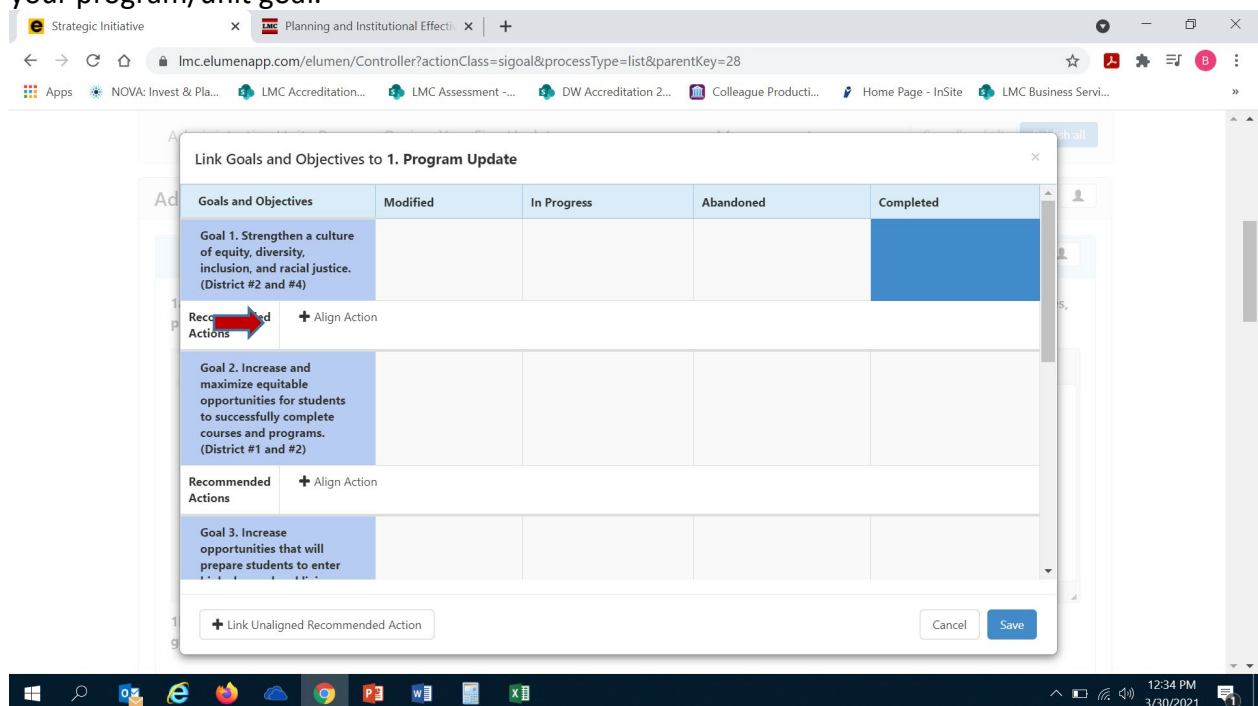 your program/unit goal.
Strategic Initiative
LMC Planning and Institutional Effectiv
lmc.elumenapp.com/elumen/Controller?actionClass=sigoal&processType=list&parentKey=28
B
Apps NOVA: Invest & Pla... LMC Accreditation... LMC Assessment -... DW Accreditation 2... Colleague Producti... Home Page - InSite LMC Business Servi... »
Link Goals and Objectives to 1. Program Update ×
Goals and Objectives Modified In Progress Abandoned Completed
Goal 1. Strengthen a culture
of equity, diversity,
inclusion, and racial justice.
(District #2 and #4)
Actions
+ Align Action
Goal 2. Increase and
maximize equitable
opportunities for students
to successfully complete
courses and programs.
(District #1 and #2)
Recommended
Actions
+ Align Action
Goal 3. Increase
opportunities that will
prepare students to enter
+ Link Unaligned Recommended Action Cancel Save
12:34 PM
3/30/2021